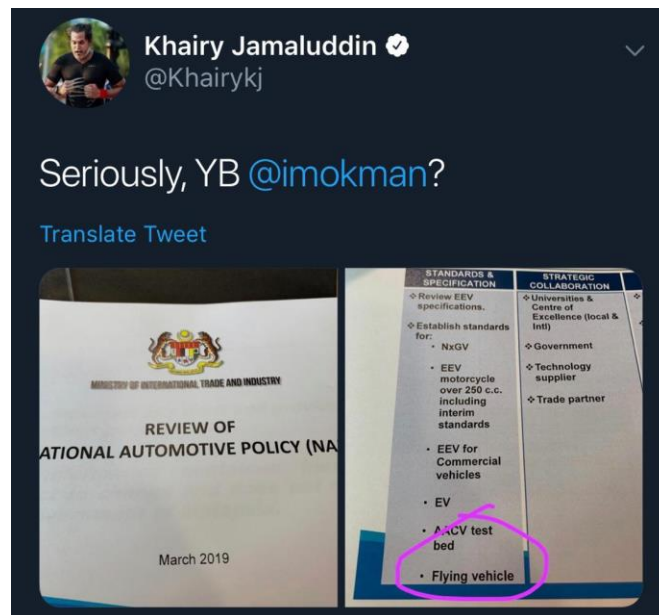 Khairy Jamaluddin
@Khairykj
Seriously, YB @imokman?
Translate Tweet
MINISTRY OF INTERNATIONAL TRADE AND INDUSTRY
REVIEW OF
ATIONAL AUTOMOTIVE POLICY (NA
March 2019
STANDARDS &
SPECIFICATION
❖ Review EEV
specifications.
❖ Establish standards
for:
• NxGV
• EEV
motorcycle
over 250 c.c.
including
interim
standards
• EEV for
Commercial
vehicles
• EV
• AACV test
bed
• Flying vehicle
STRATEGIC
COLLABORATION
❖ Universities &
Centre of
Excellence (local &
Intl)
❖ Government
❖ Technology
supplier
❖ Trade partner